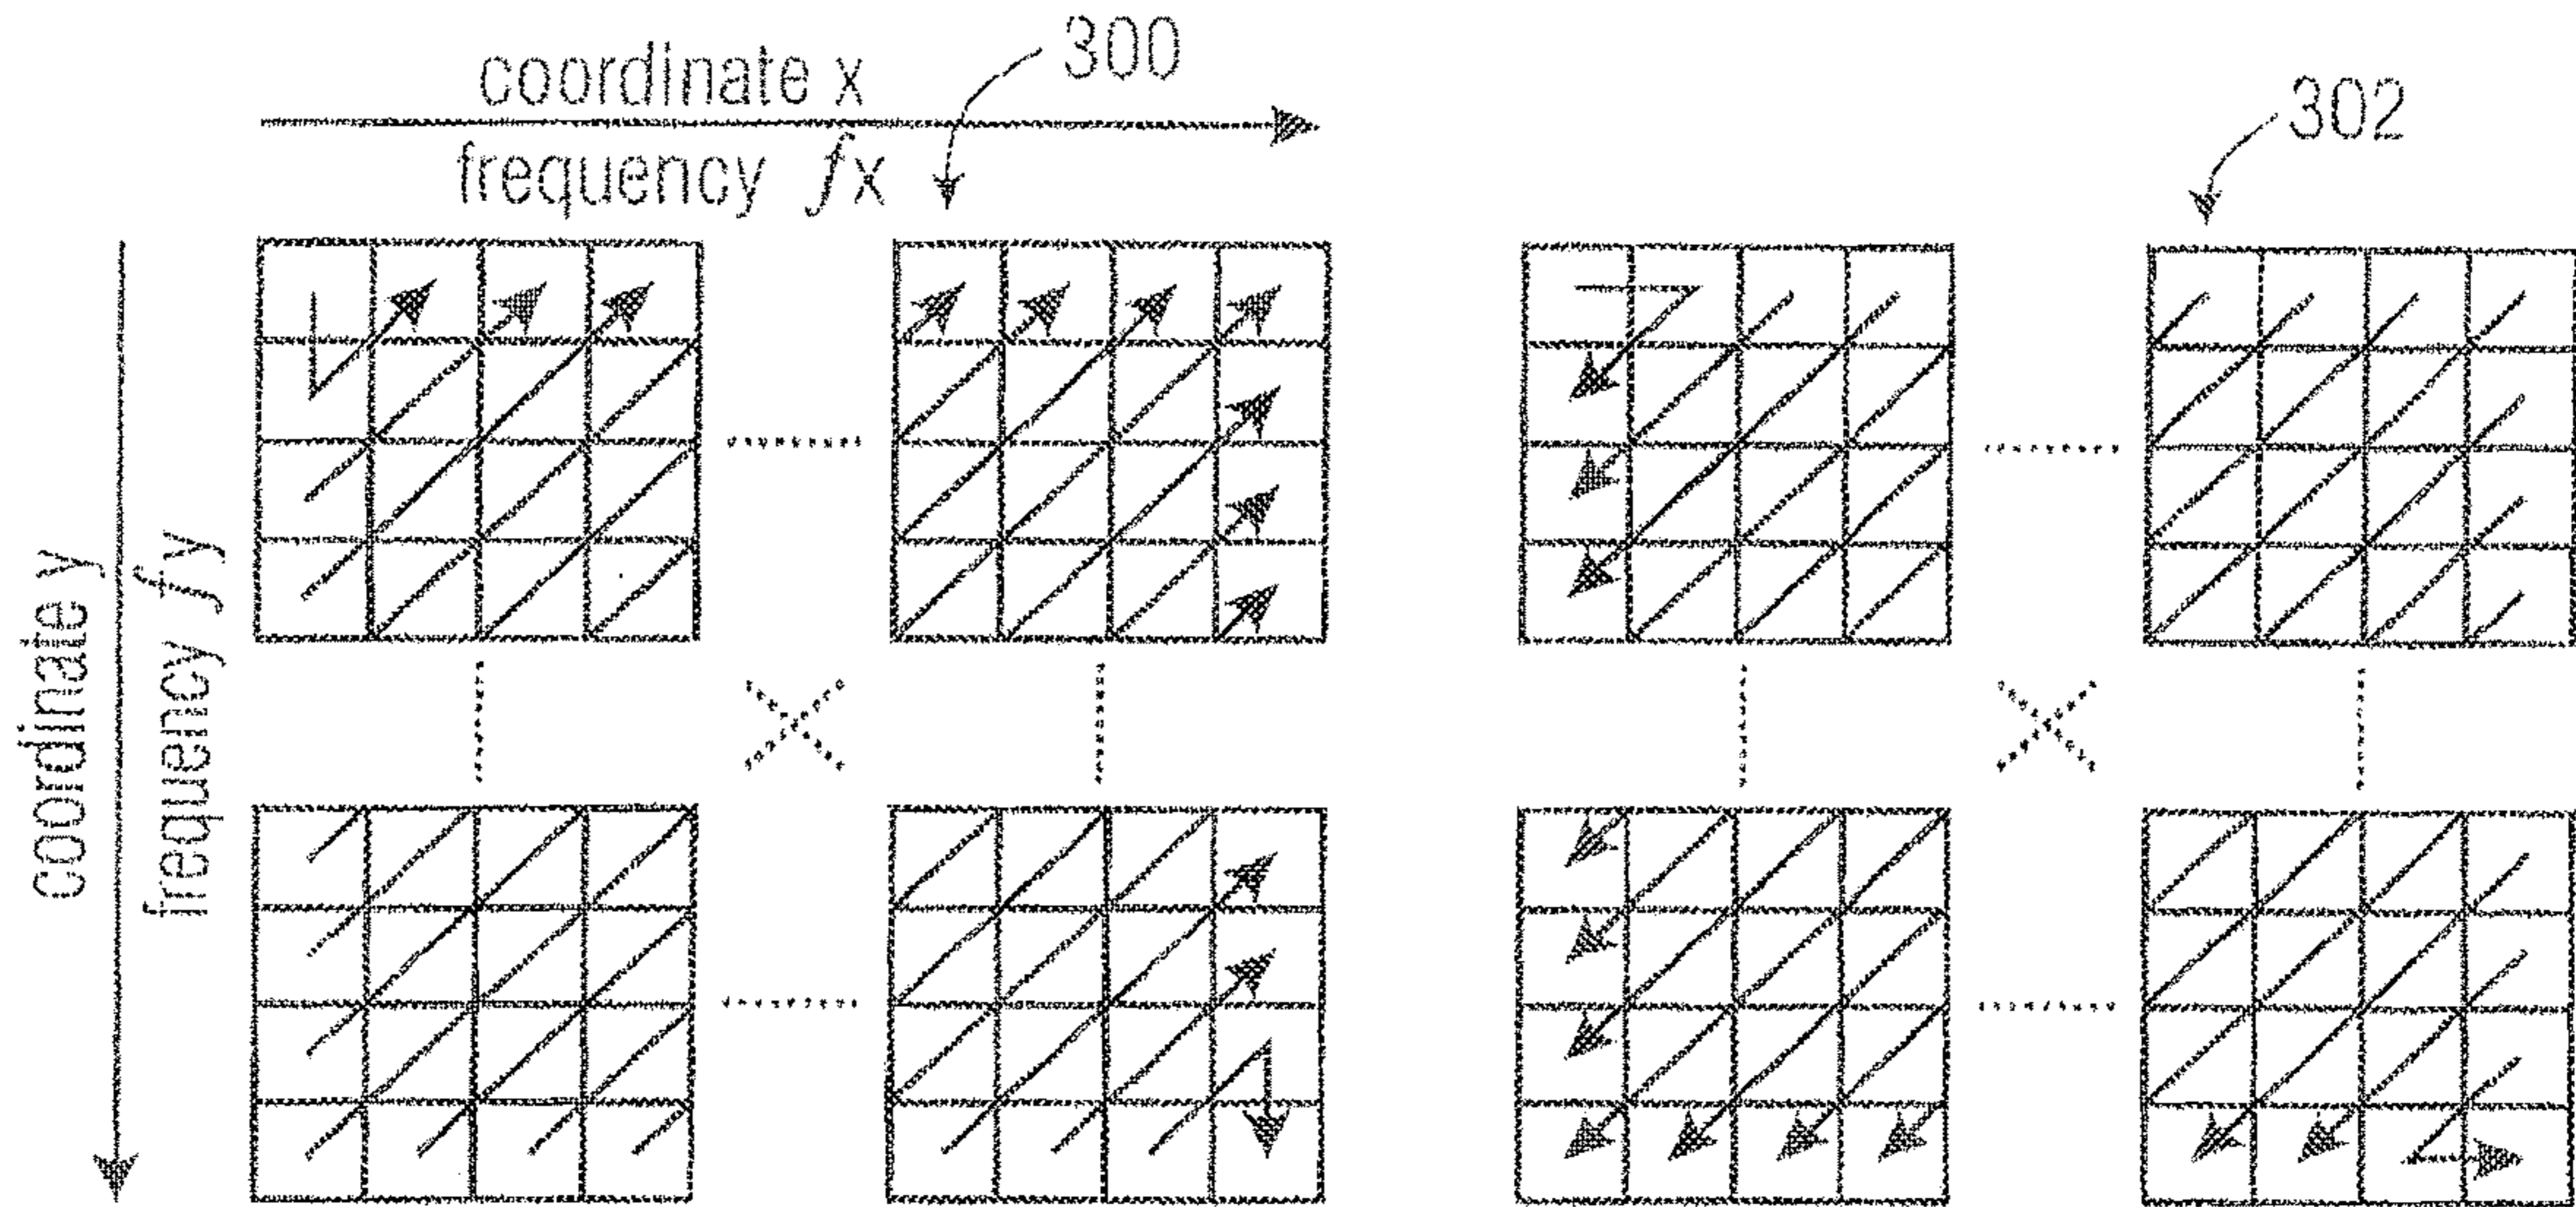 coordinate x
frequency fx
300
302
coordinate y
frequency fy